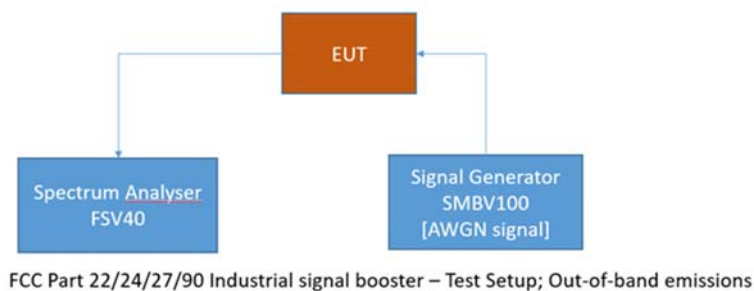 EUT
Spectrum Analyser
FSV40
Signal Generator
SMBV100
[AWGN signal]
FCC Part 22/24/27/90 Industrial signal booster – Test Setup; Out-of-band emissions